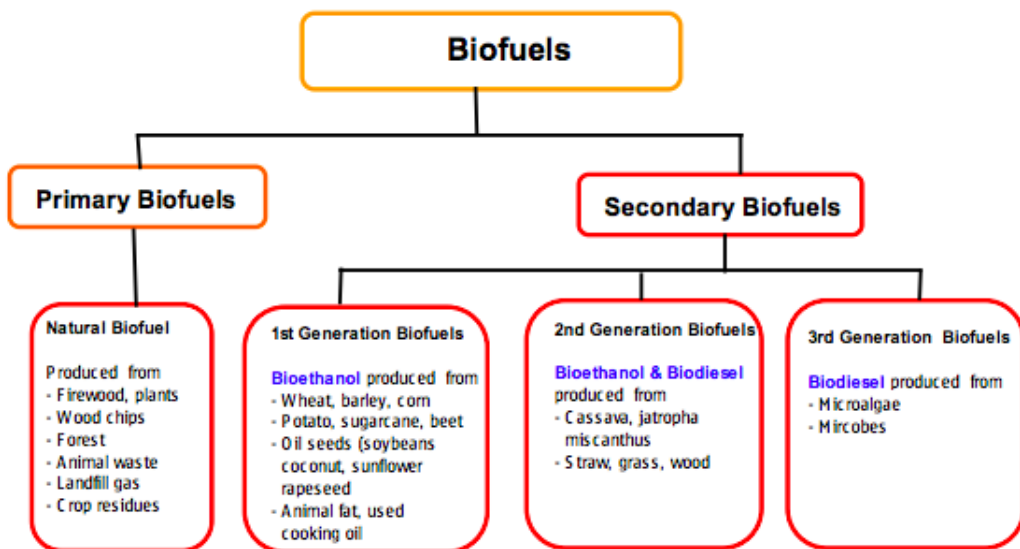 Biofuels
Primary Biofuels
Secondary Biofuels
Natural Biofuel
Produced from
- Firewood, plants
- Wood chips
- Forest
- Animal waste
- Landfill gas
- Crop residues
1st Generation Biofuels
Bioethanol produced from
- Wheat, barley, corn
- Potato, sugarcane, beet
- Oil seeds (soybeans
coconut, sunflower
rapeseed
- Animal fat, used
cooking oil
2nd Generation Biofuels
Bioethanol & Biodiesel
produced from
- Cassava, jatropha
miscanthus
- Straw, grass, wood
3rd Generation Biofuels
Biodiesel produced from
- Microalgae
- Mircobes